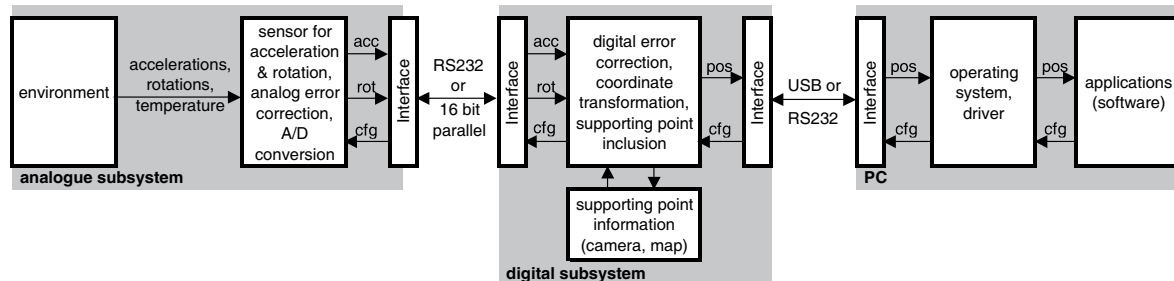 environment
accelerations,
rotations,
temperature
sensor for
acceleration
& rotation,
analog error
correction,
A/D
conversion
acc
rot
cfg
Interface
analogue subsystem
RS232
or
16 bit
parallel
Interface
acc
rot
cfg
digital error
correction,
coordinate
transformation,
supporting point
inclusion
pos
cfg
Interface
supporting point
information
(camera, map)
digital subsystem
USB or
RS232
Interface
pos
cfg
operating
system,
driver
pos
cfg
applications
(software)
PC